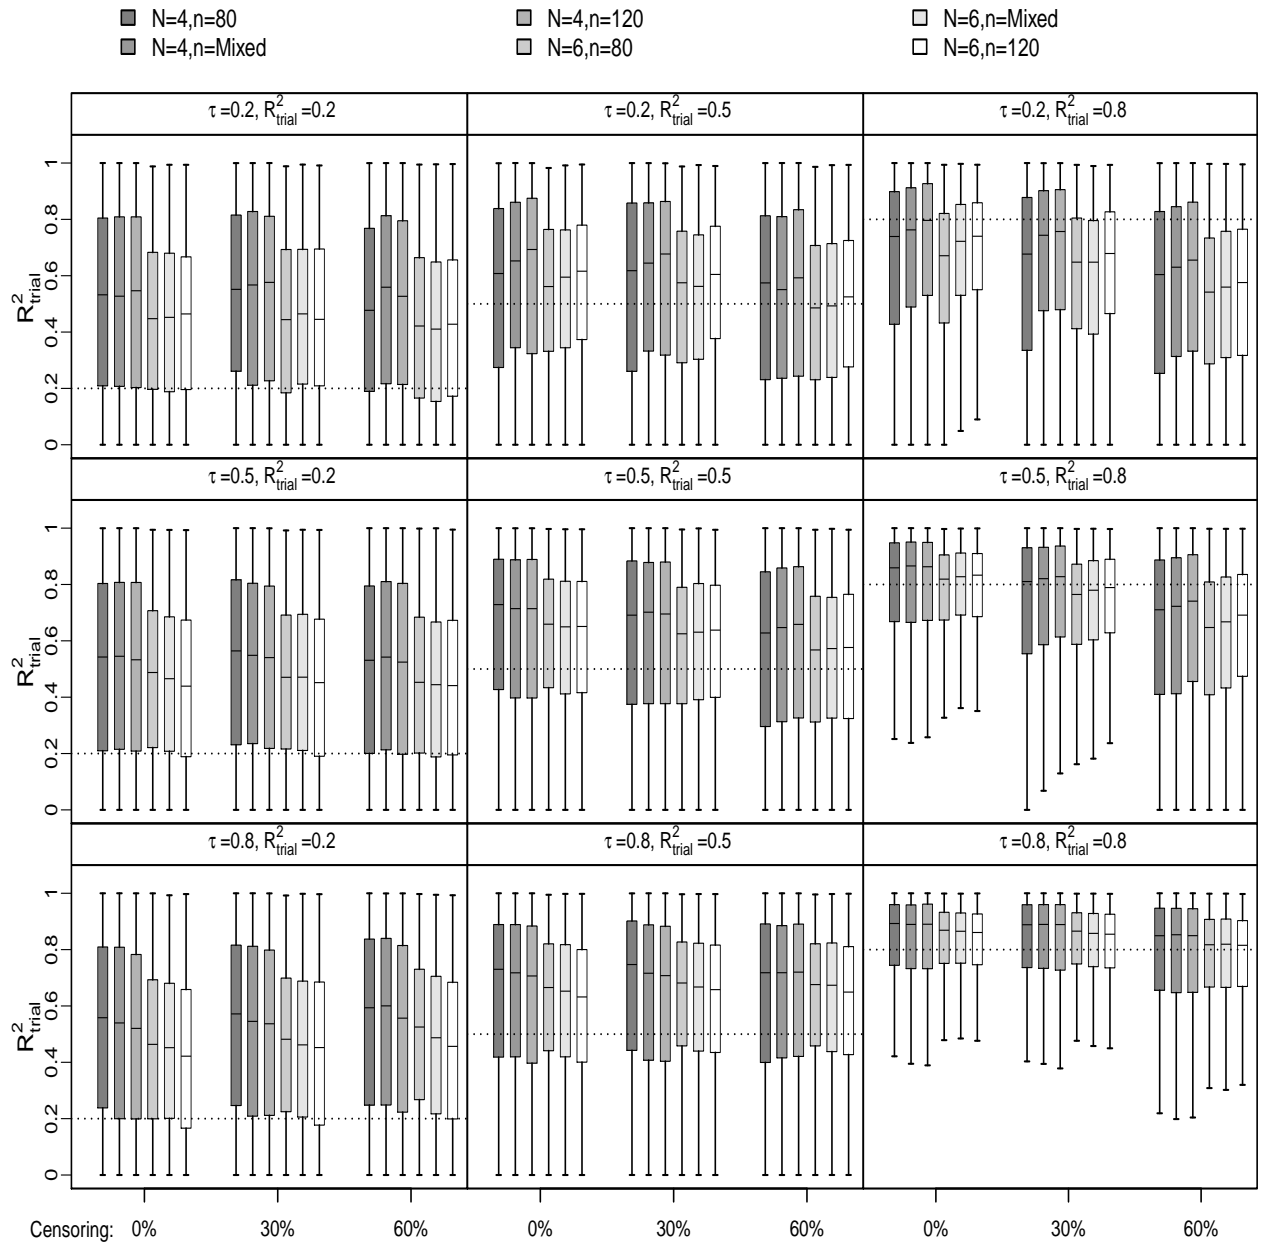 N=4,n=80 N=4,n=120 N=6,n=Mixed
N=4,n=Mixed N=6,n=80 N=6,n=120
τ=0.2, R²trial=0.2 τ=0.2, R²trial=0.5 τ=0.2, R²trial=0.8
R²trial
0 0.2 0.4 0.6 0.8 1
τ=0.5, R²trial=0.2 τ=0.5, R²trial=0.5 τ=0.5, R²trial=0.8
R²trial
0 0.2 0.4 0.6 0.8 1
τ=0.8, R²trial=0.2 τ=0.8, R²trial=0.5 τ=0.8, R²trial=0.8
R²trial
0 0.2 0.4 0.6 0.8 1
Censoring: 0% 30% 60% 0% 30% 60% 0% 30% 60%